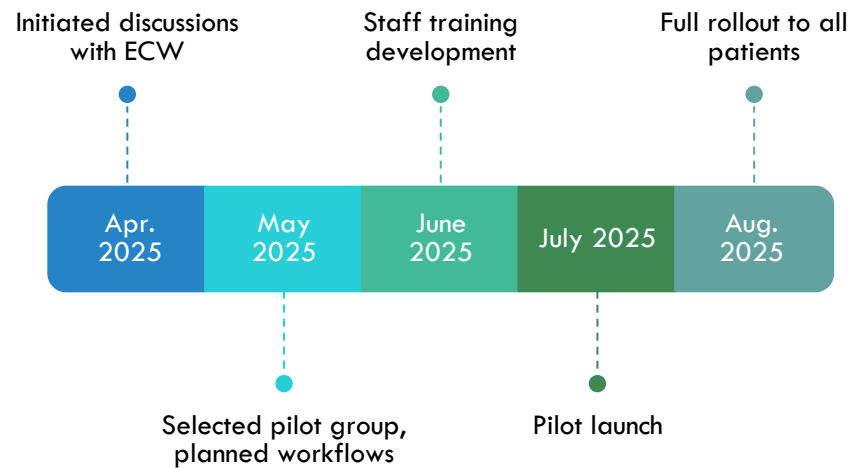 Initiated discussions
with ECW
Staff training
development
Full rollout to all
patients
Apr.
2025
May
2025
June
2025
July 2025
Aug.
2025
Selected pilot group,
planned workflows
Pilot launch